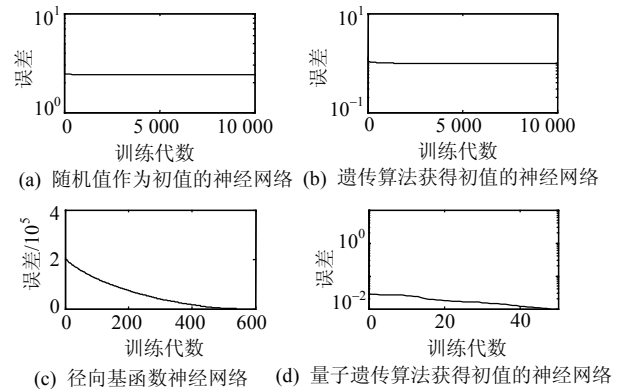 10¹
误差
10⁰
0 5 000 10 000
训练代数
(a) 随机值作为初值的神经网络
10¹
误差
10⁻¹
0 5 000 10 000
训练代数
(b) 遗传算法获得初值的神经网络
6
4
2
0
误差/10⁵
0 200 400 600
训练代数
(c) 径向基函数神经网络
10⁰
误差
10⁻²
0 20 40
训练代数
(d) 量子遗传算法获得初值的神经网络